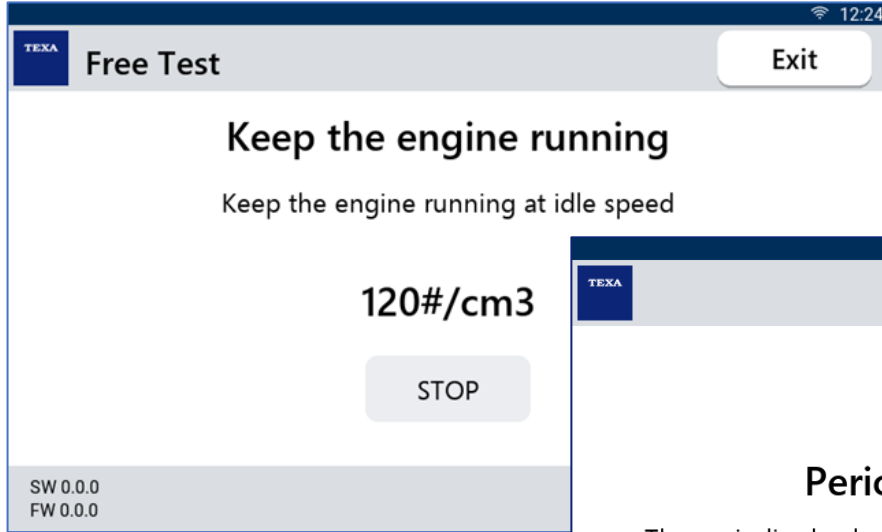 12:24
TEXA
Free Test
Exit
Keep the engine running
Keep the engine running at idle speed
120#/cm3
STOP
SW 0.0.0
FW 0.0.0
TEXA